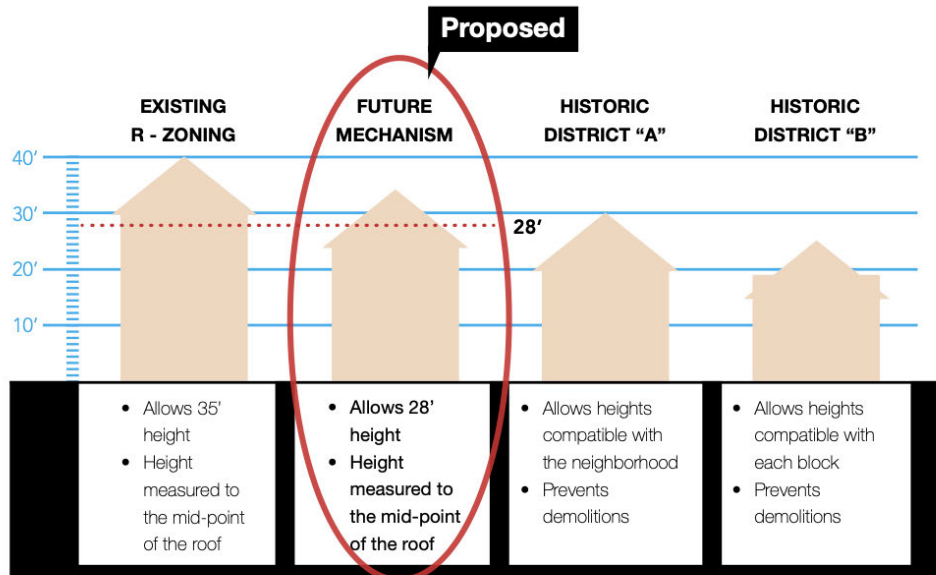 Proposed
EXISTING
R - ZONING
FUTURE
MECHANISM
HISTORIC
DISTRICT “A”
HISTORIC
DISTRICT “B”
40’
30’
28’
20’
10’
• Allows 35’
height
• Height
measured to
the mid-point
of the roof
• Allows 28’
height
• Height
measured to
the mid-point
of the roof
• Allows heights
compatible with
the neighborhood
• Prevents
demolitions
• Allows heights
compatible with
each block
• Prevents
demolitions